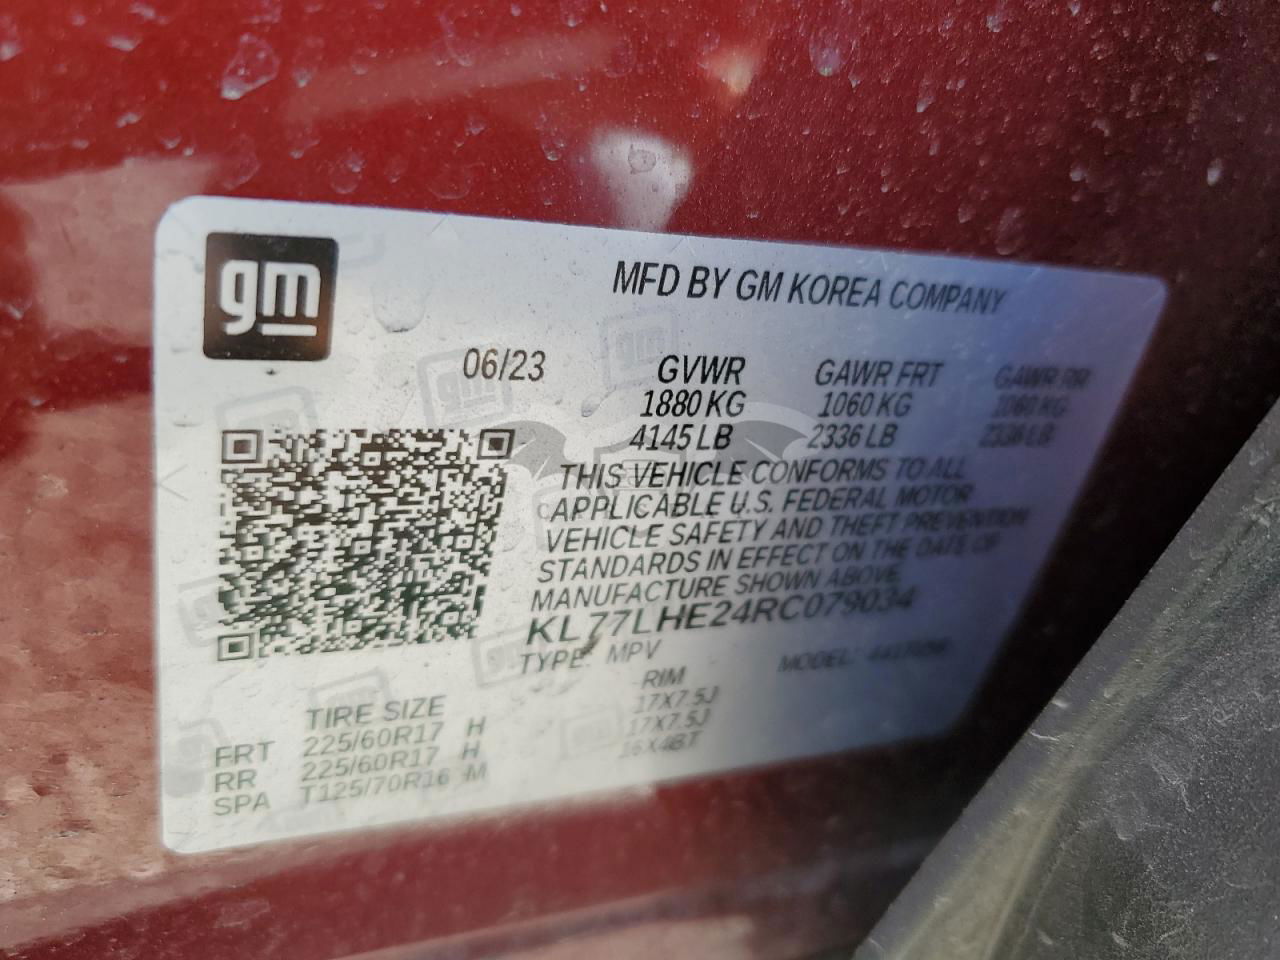 gm
MFD BY GM KOREA COMPANY
06/23 GVWR GAWR FRT GAWR RR
1880 KG 1060 KG 1060 KG
4145 LB 2336 LB 2336 LB
THIS VEHICLE CONFORMS TO ALL
APPLICABLE U.S. FEDERAL MOTOR
VEHICLE SAFETY AND THEFT PREVENTION
STANDARDS IN EFFECT ON THE DATE OF
MANUFACTURE SHOWN ABOVE.
KL77LHE24RC079034
TYPE: MPV MODEL:
TIRE SIZE RIM
FRT 225/60R17 H 17X7.5J
RR 225/60R17 H 17X7.5J
SPA T125/70R16 M 16X4BT